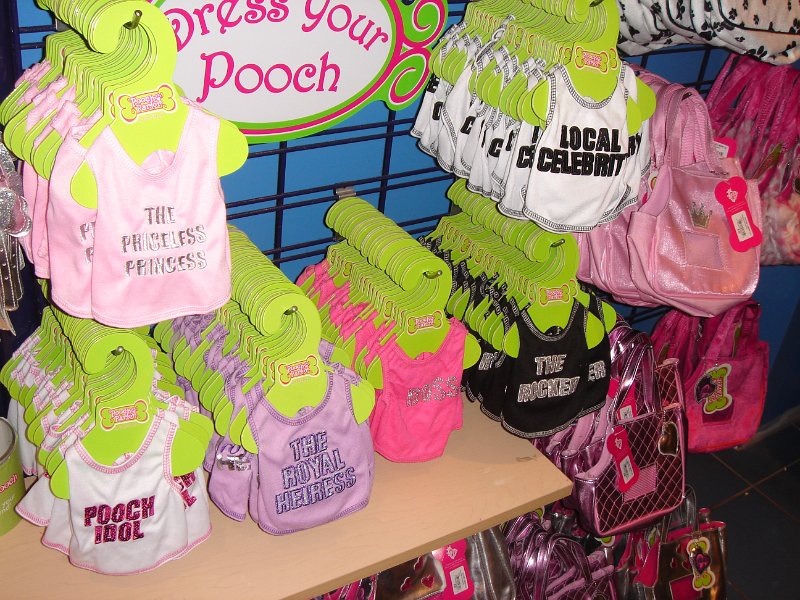 Dress Your
Pooch
LOCAL
CELEBRITY
THE
PRICELESS
PRINCESS
THE
ROCKER
THE
ROYAL
HEIRESS
POOCH
IDOL